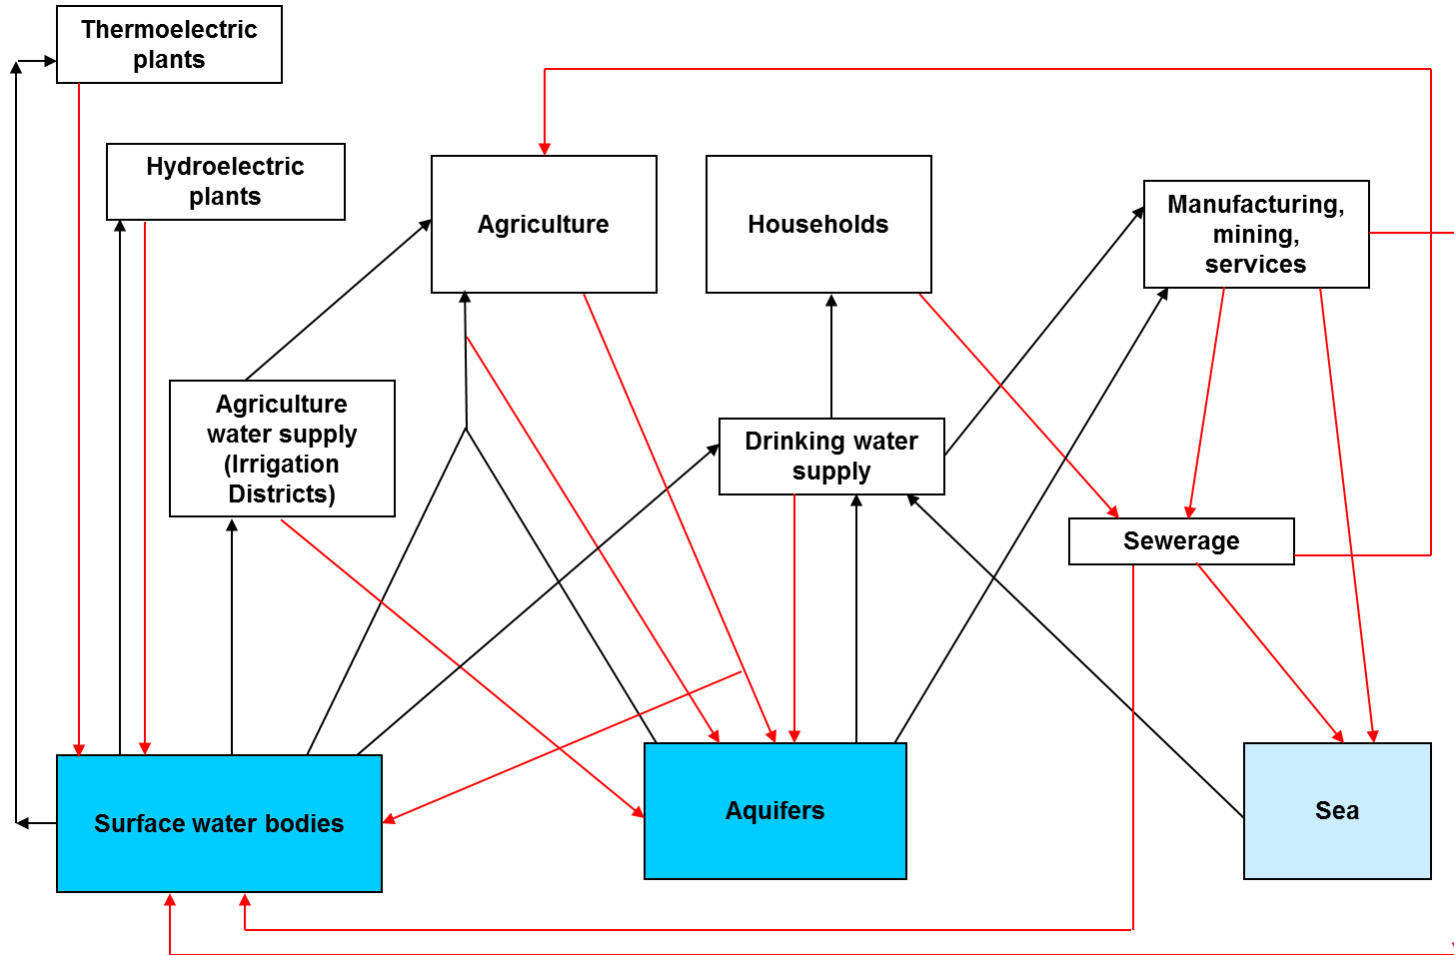 Thermoelectric
plants
Hydroelectric
plants
Agriculture
Households
Manufacturing,
mining,
services
Agriculture
water supply
(Irrigation
Districts)
Drinking water
supply
Sewerage
Surface water bodies
Aquifers
Sea